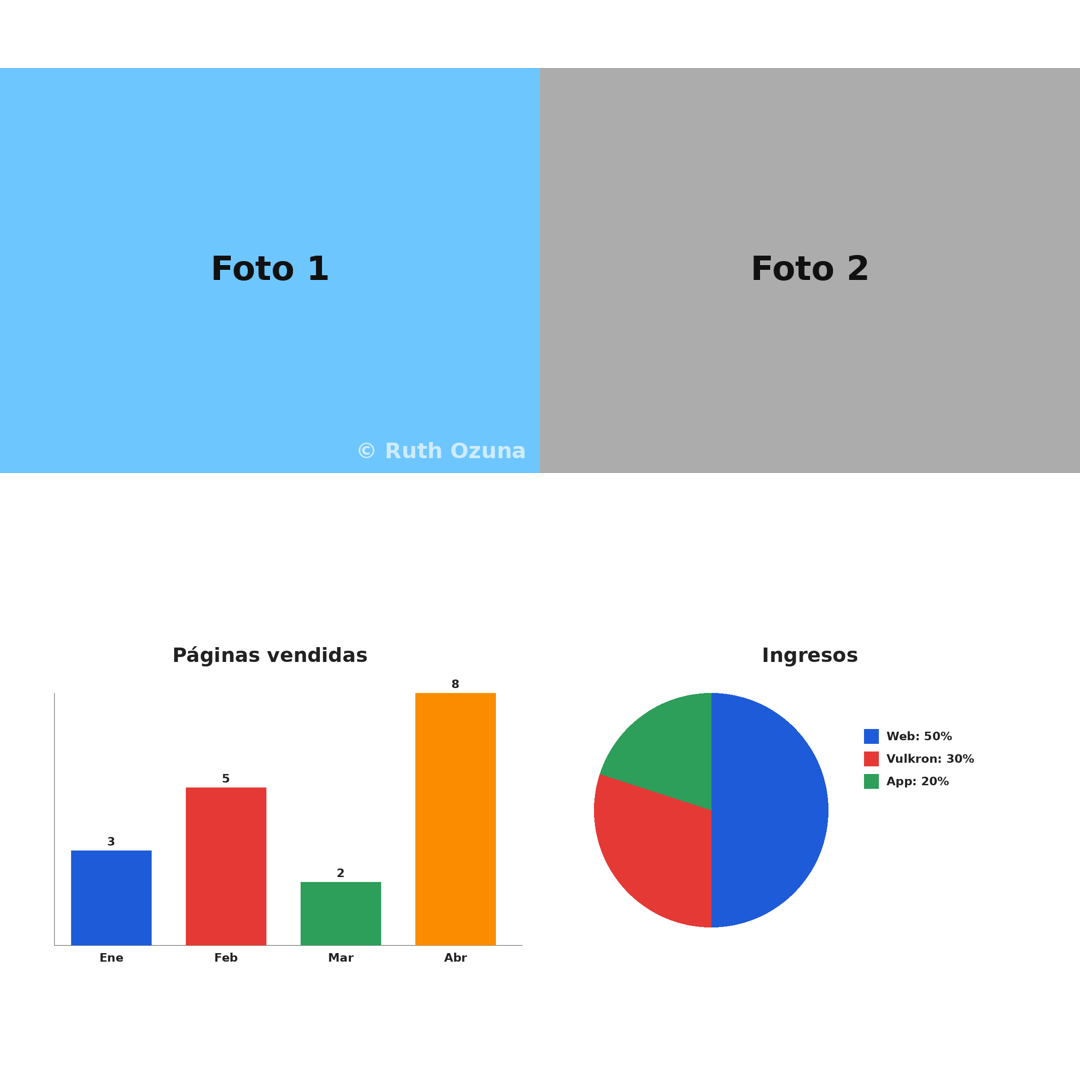 Foto 1
Foto 2
© Ruth Ozuna
Páginas vendidas
8
5
3
2
Ene
Feb
Mar
Abr
Ingresos
Web: 50%
Vulkron: 30%
App: 20%